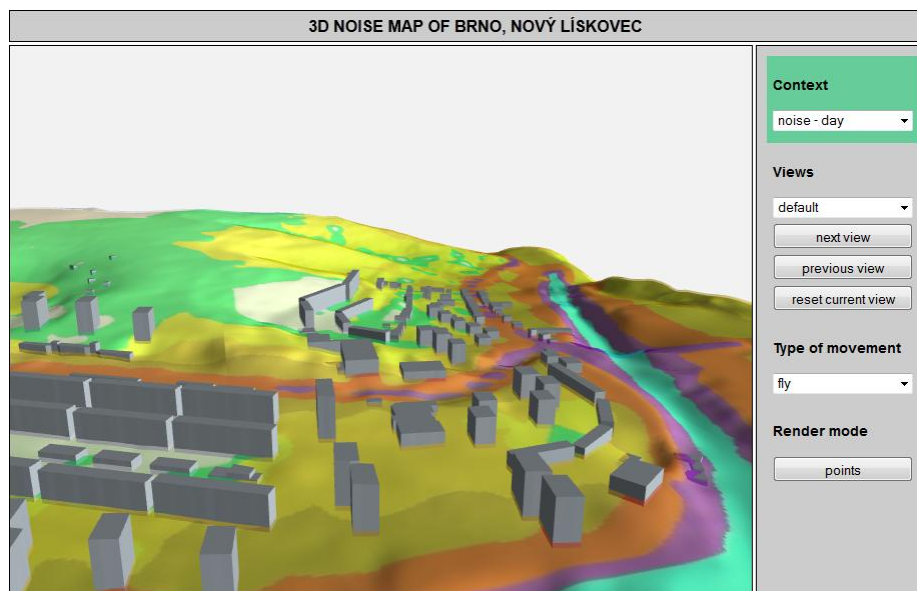 3D NOISE MAP OF BRNO, NOVÝ LÍSKOVEC
Context
noise - day
Views
default
next view
previous view
reset current view
Type of movement
fly
Render mode
points